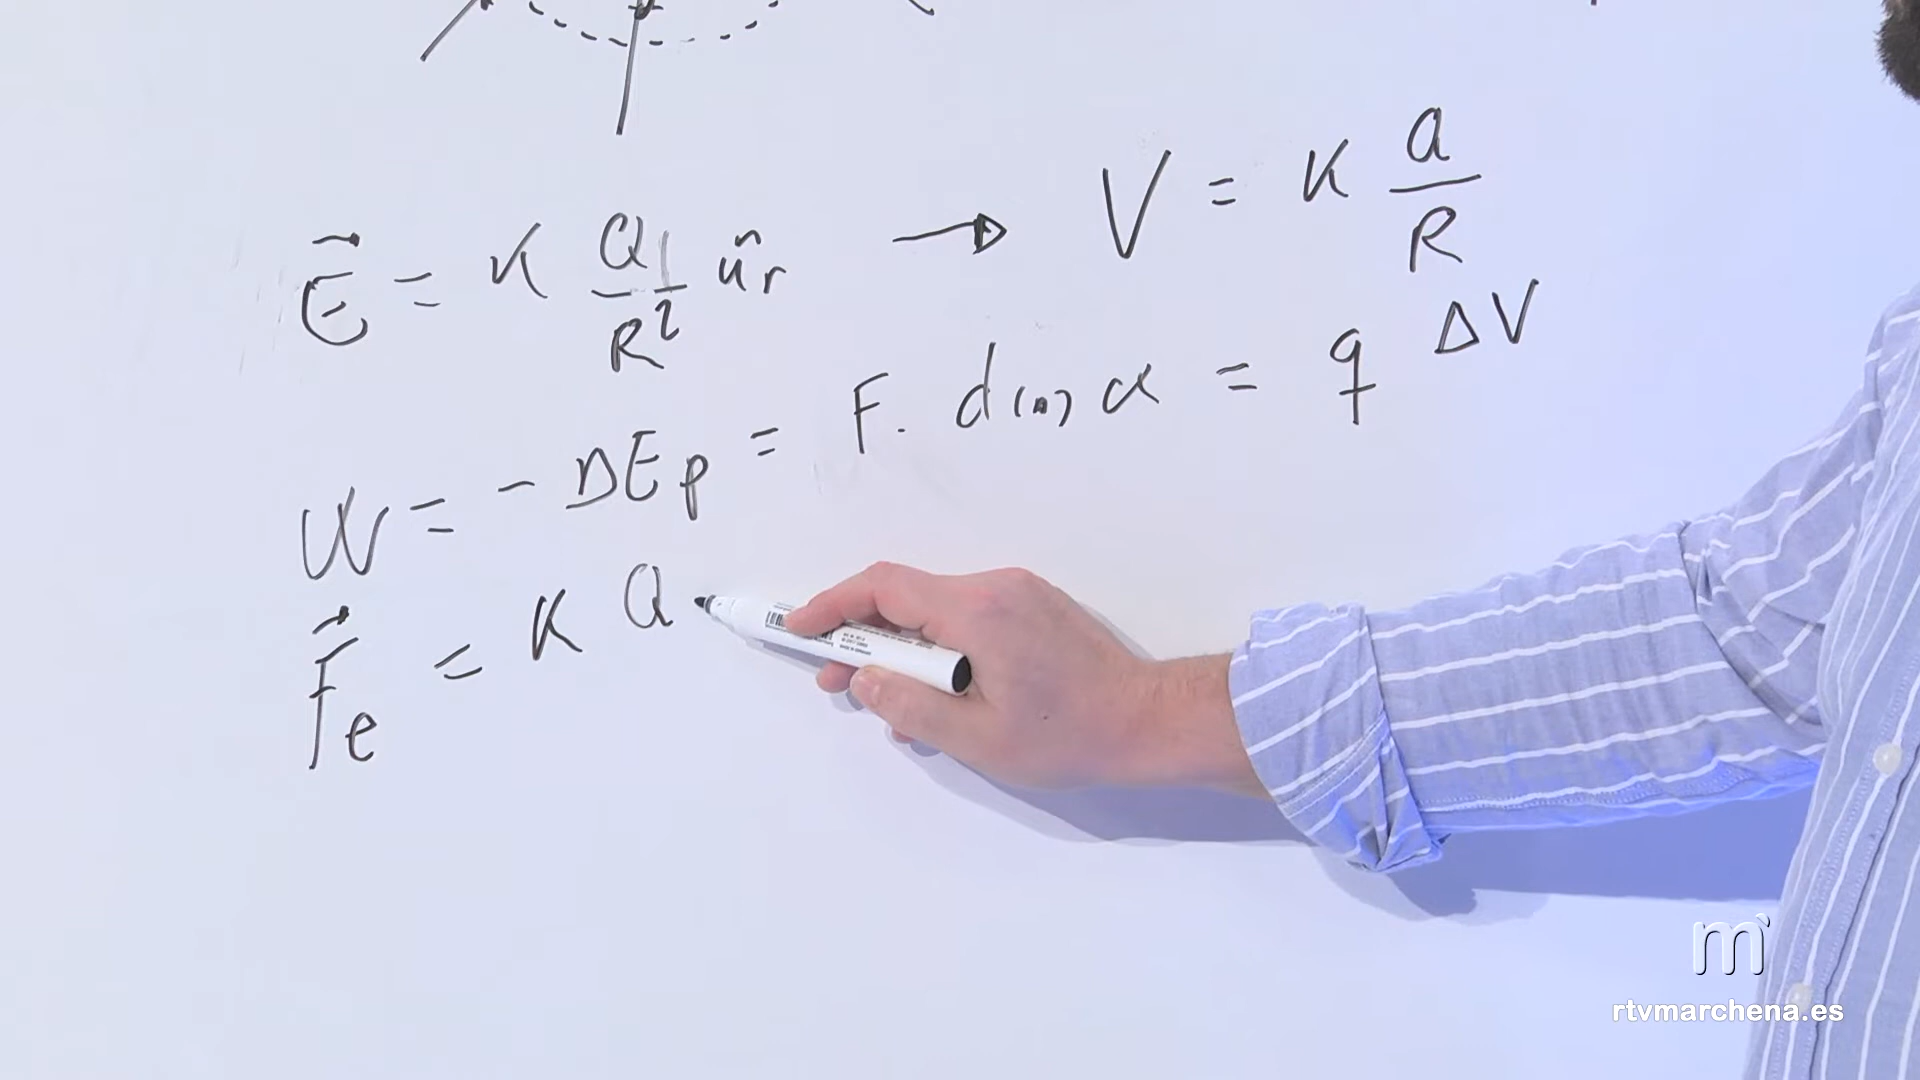 E⃗ = K Q/R² ûr → V = K Q/R
W = - ΔEp = F. d cos α = q ΔV
F⃗e = K Q
m
rtvmarchena.es